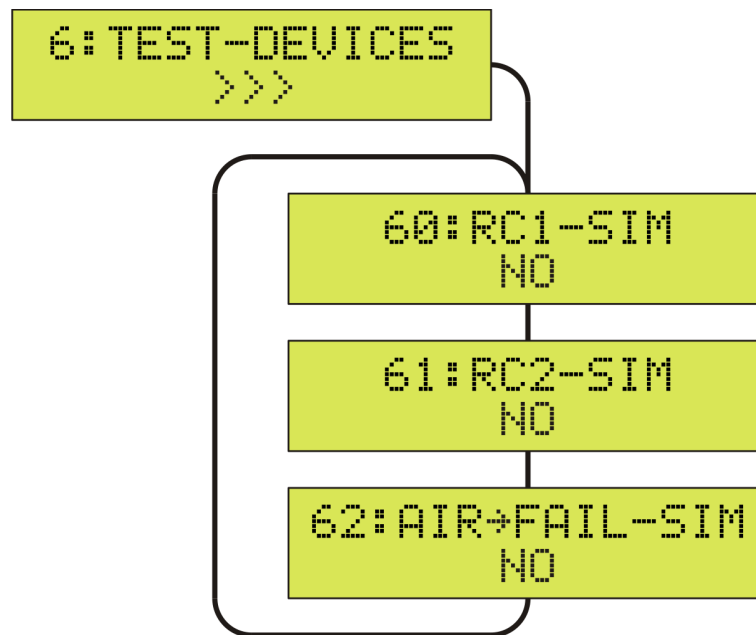 6:TEST-DEVICES
>>>
60:RC1-SIM
NO
61:RC2-SIM
NO
62:AIR→FAIL-SIM
NO